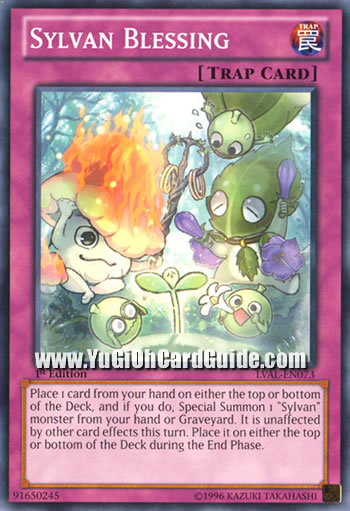 SYLVAN BLESSING
TRAP
罠
[TRAP CARD]
www.YuGiOhCardGuide.com
1st Edition
LVAL-EN073
Place 1 card from your hand on either the top or bottom
of the Deck, and if you do, Special Summon 1 "Sylvan"
monster from your hand or Graveyard. It is unaffected
by other card effects this turn. Place it on either the top
or bottom of the Deck during the End Phase.
91650245
©1996 KAZUKI TAKAHASHI